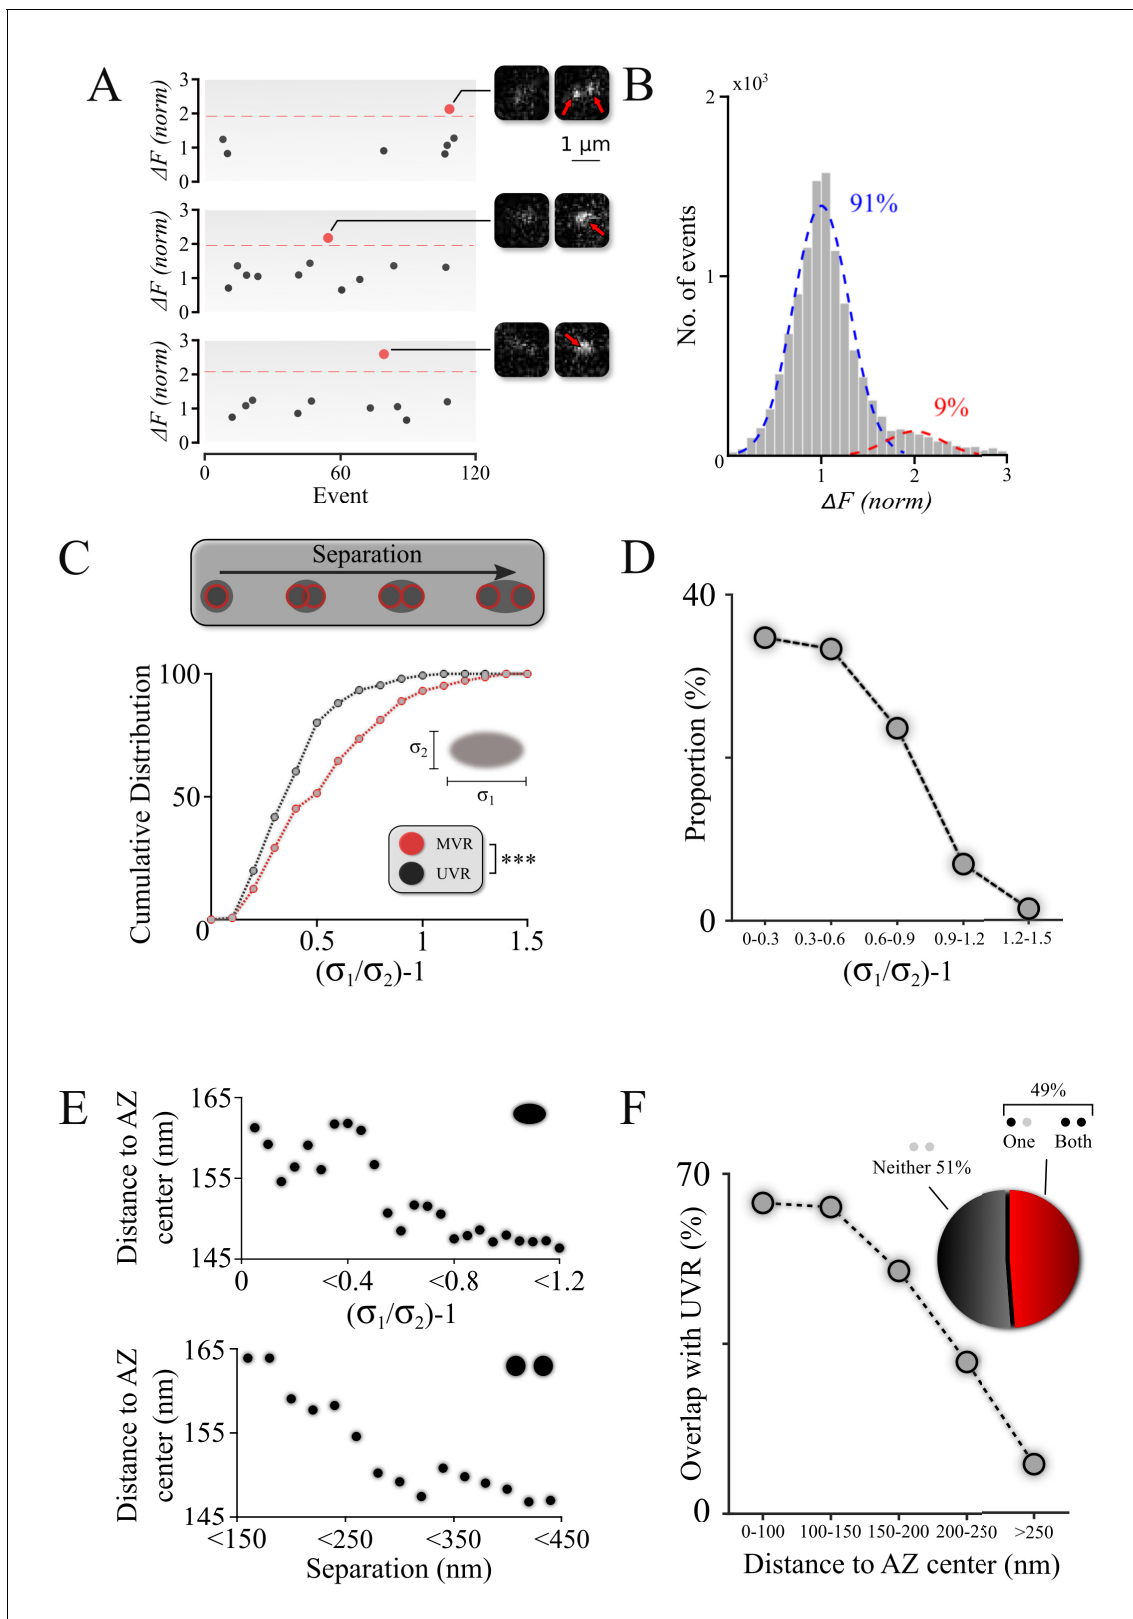 A
3
2
1
0
ΔF (norm)
1 μm
3
2
1
0
ΔF (norm)
3
2
1
0
ΔF (norm)
0
60
120
Event
B
x10³
2
1
0
No. of events
91%
9%
1
2
3
ΔF (norm)
C
Separation
100
50
0
Cumulative Distribution
σ₂
σ₁
MVR
UVR
***
0.5
1
1.5
(σ₁/σ₂)-1
D
40
0
Proportion (%)
0-0.3
0.3-0.6
0.6-0.9
0.9-1.2
1.2-1.5
(σ₁/σ₂)-1
E
165
155
145
Distance to AZ
center (nm)
0
<0.4
<0.8
<1.2
(σ₁/σ₂)-1
165
155
145
Distance to AZ
center (nm)
<150
<250
<350
<450
Separation (nm)
F
70
0
Overlap with UVR (%)
49%
One
Both
Neither 51%
0-100
100-150
150-200
200-250
>250
Distance to AZ center (nm)